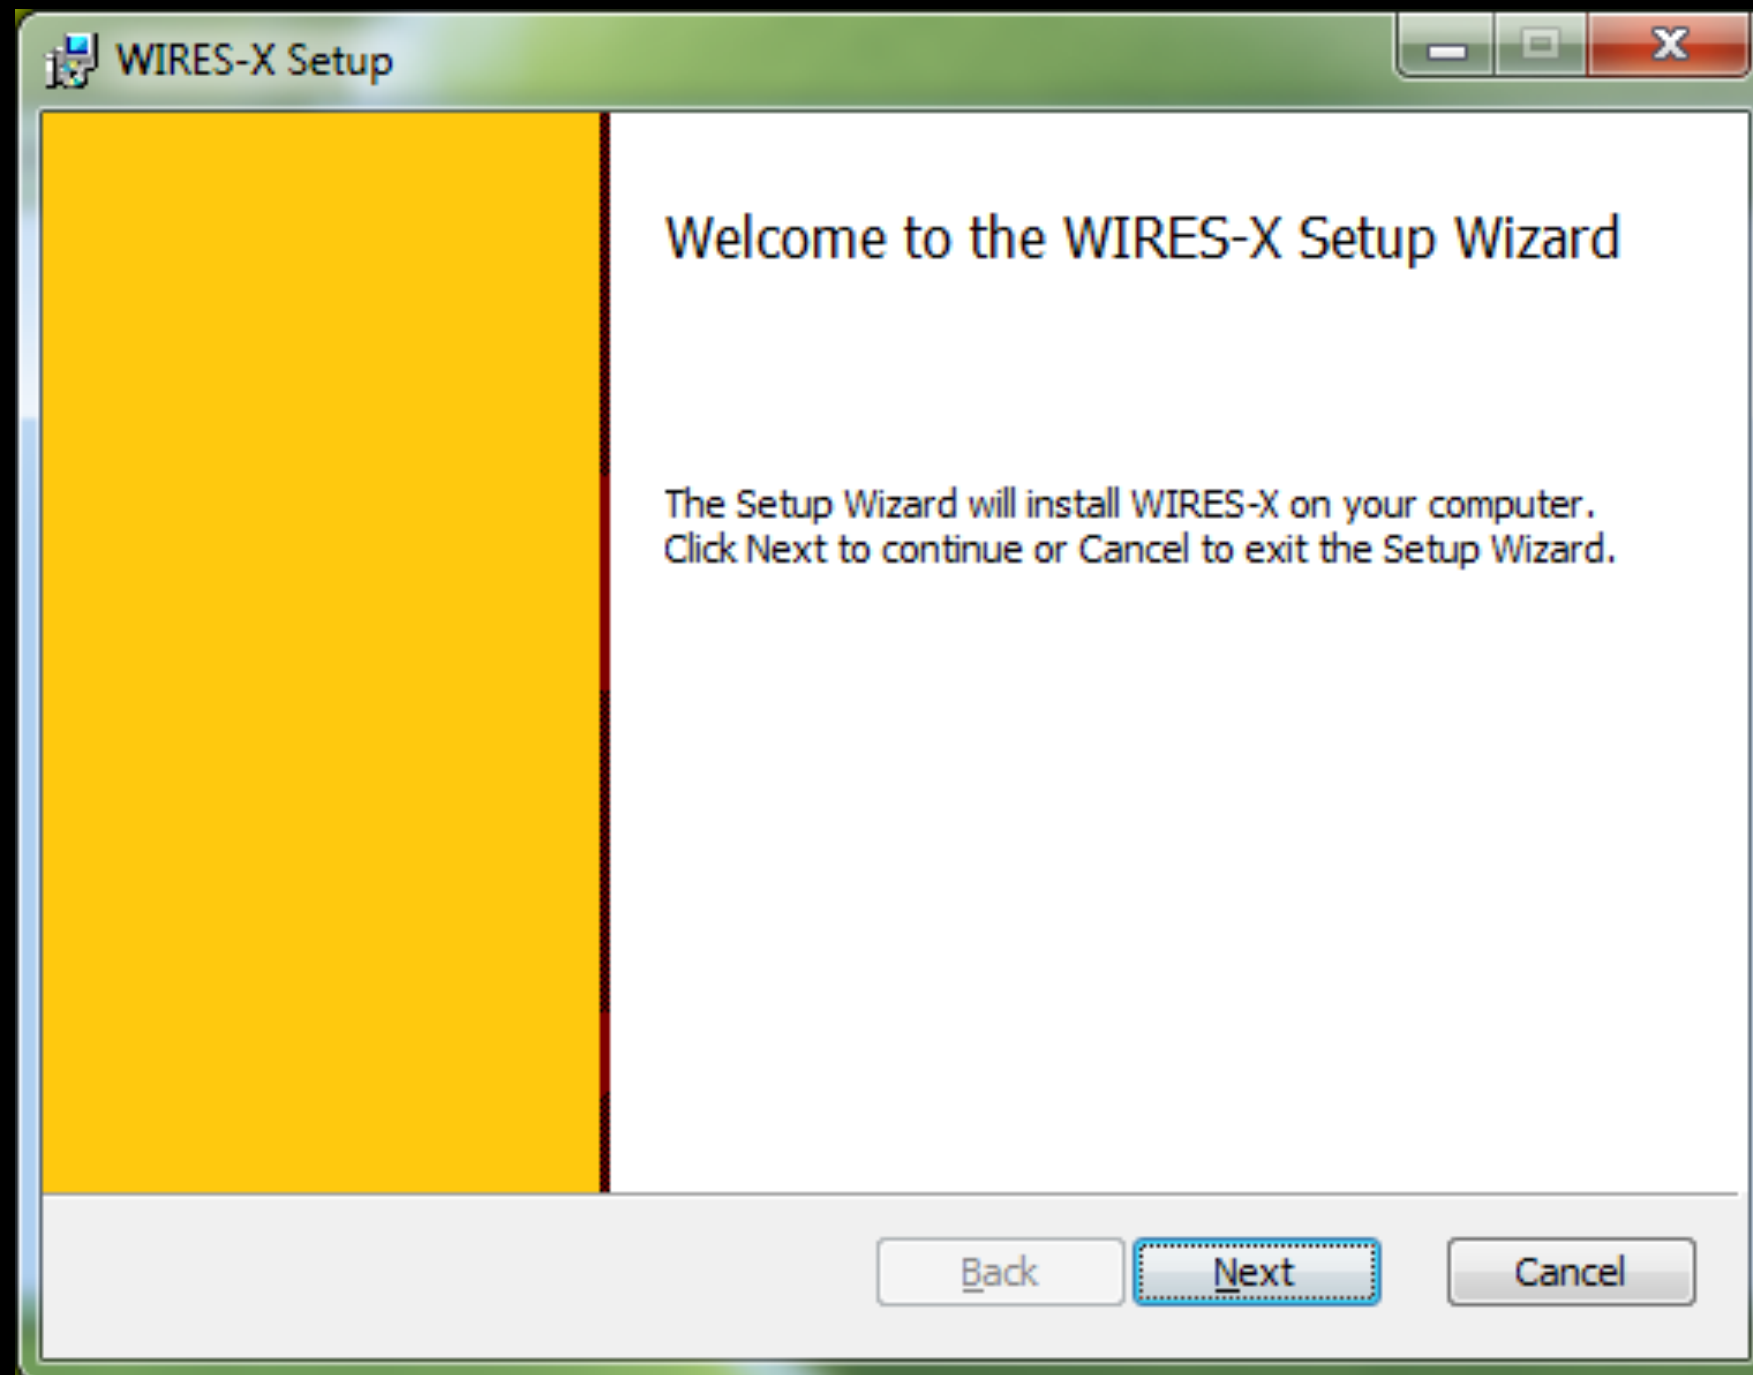 WIRES-X Setup
Welcome to the WIRES-X Setup Wizard
The Setup Wizard will install WIRES-X on your computer.
Click Next to continue or Cancel to exit the Setup Wizard.
Back Next Cancel